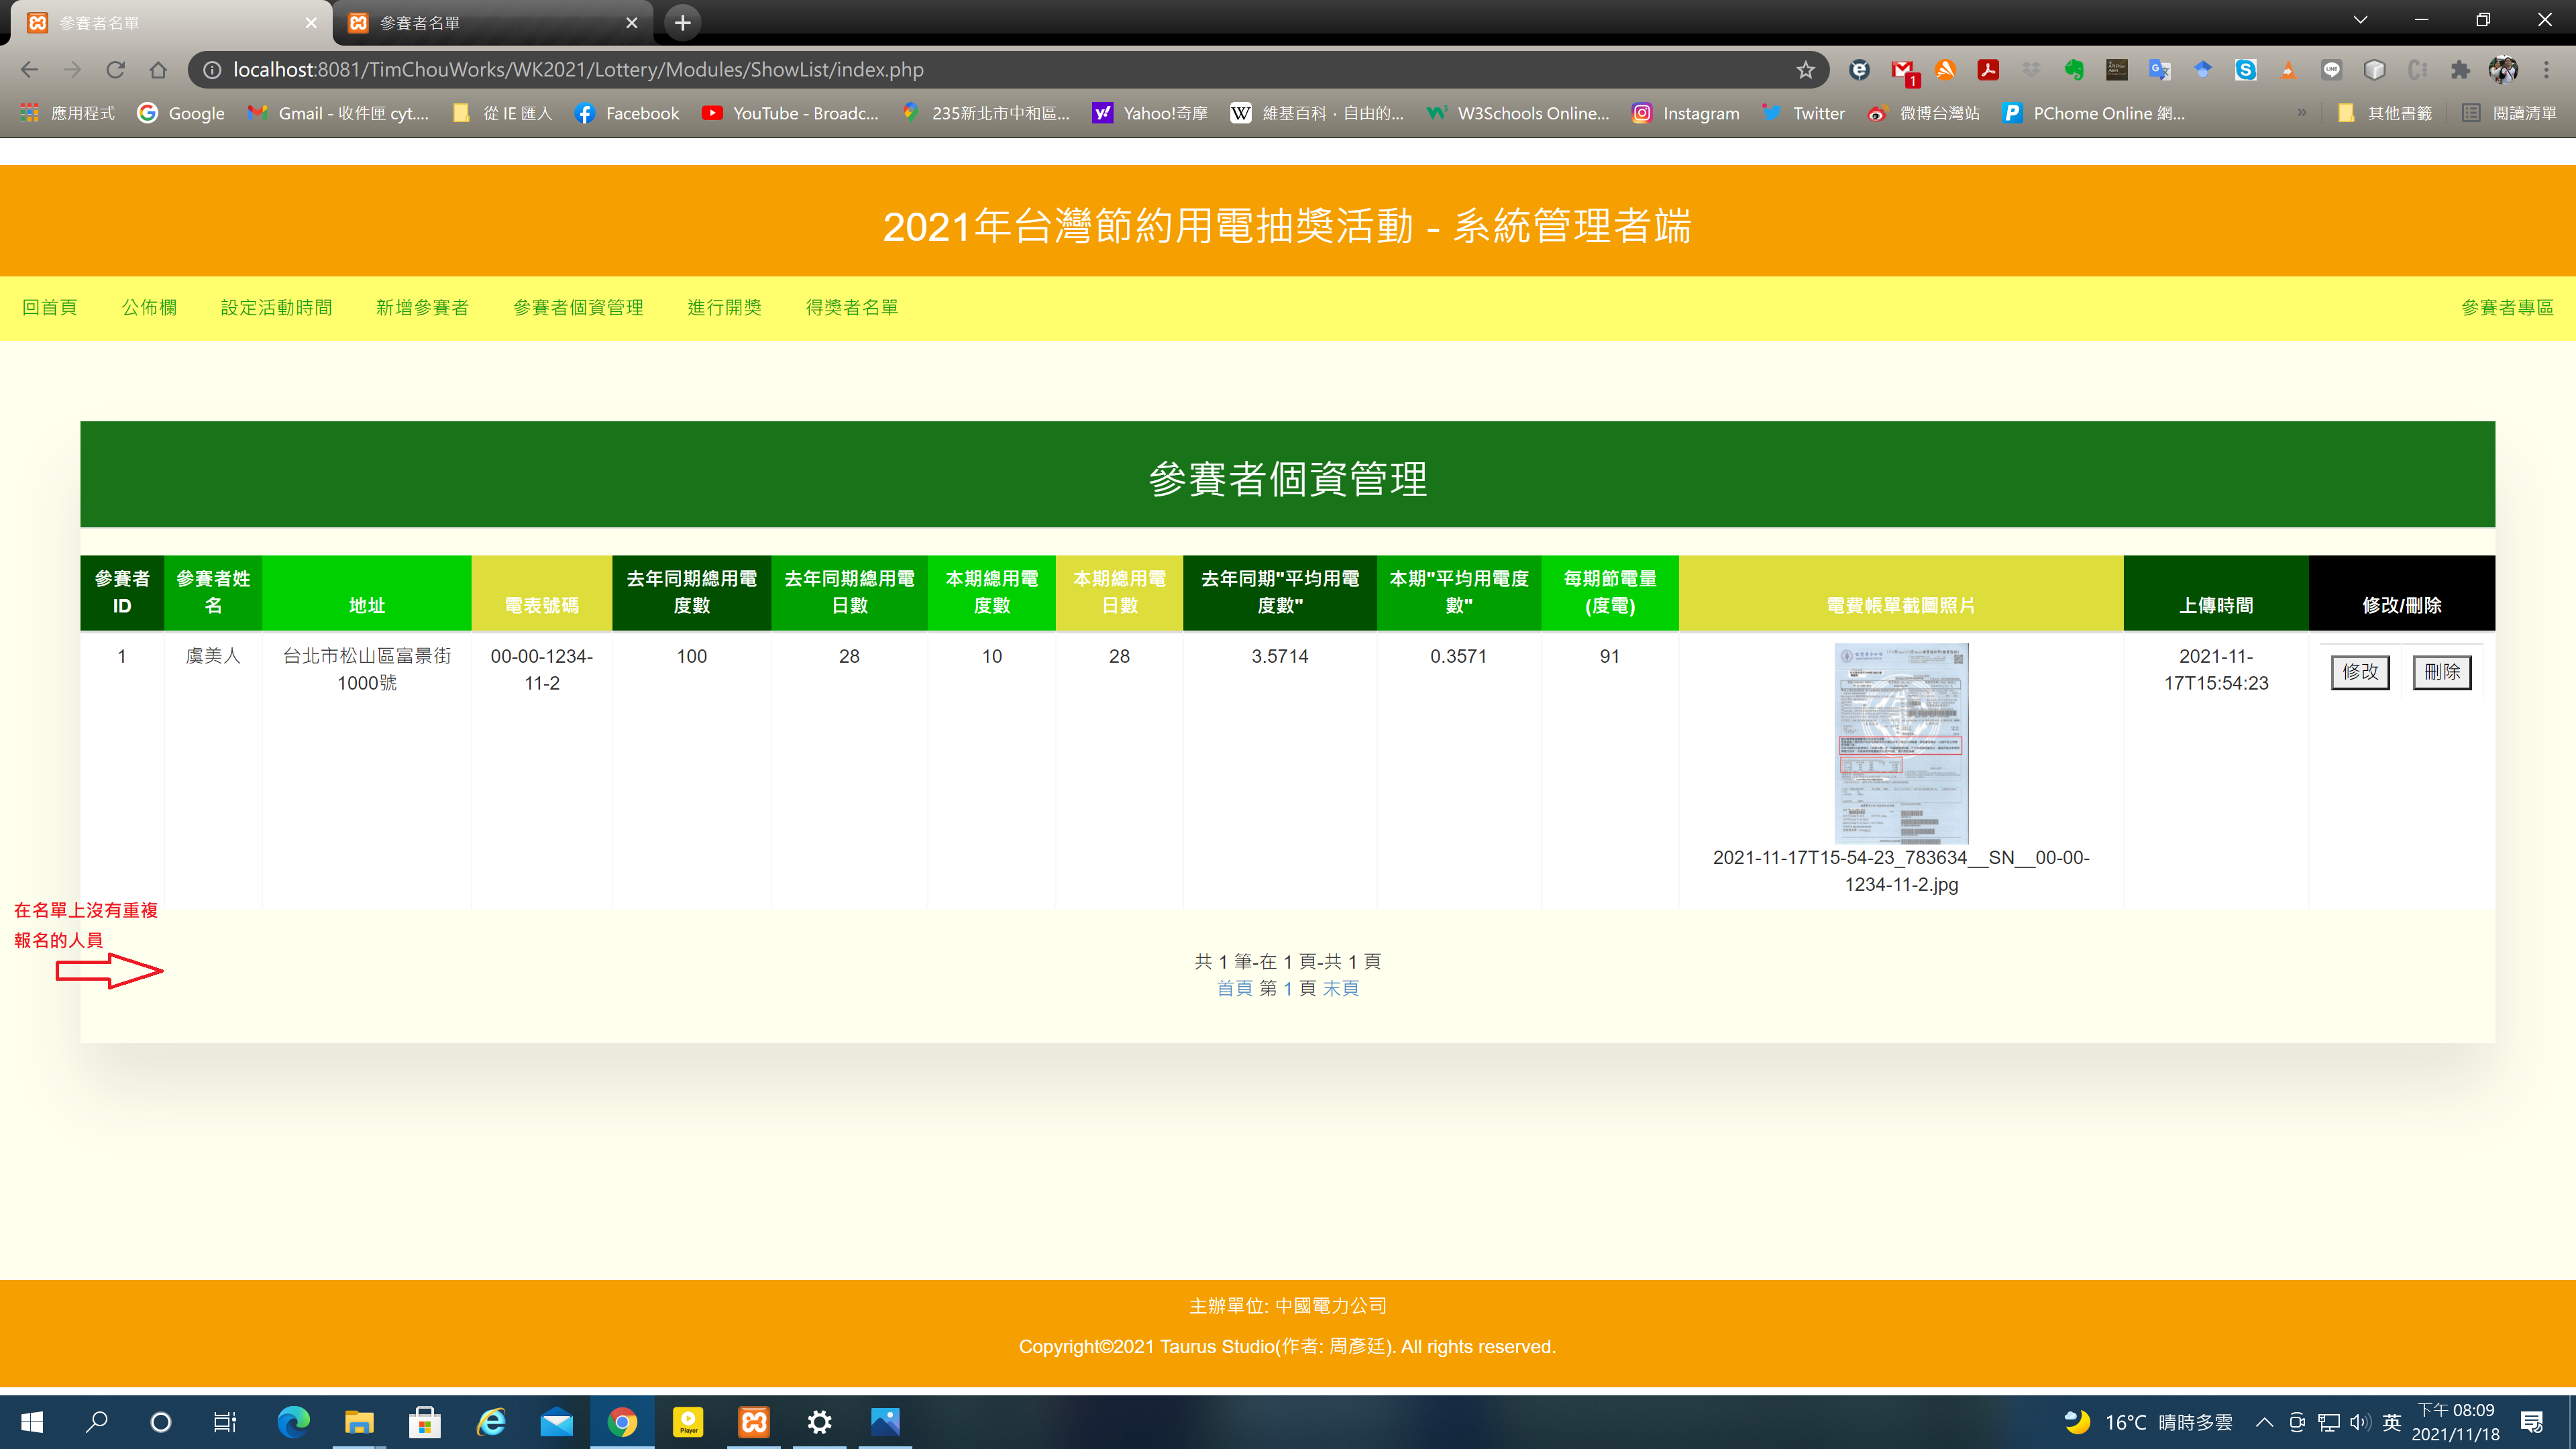 參賽者名單
參賽者名單
localhost:8081/TimChouWorks/WK2021/Lottery/Modules/ShowList/index.php
1
應用程式 Google Gmail - 收件匣 cyt.... 從 IE 匯入 Facebook YouTube - Broadc... 235新北市中和區... Yahoo!奇摩 維基百科，自由的... W3Schools Online... Instagram Twitter 微博台灣站 PChome Online 網... » 其他書籤 閱讀清單
2021年台灣節約用電抽獎活動 - 系統管理者端
回首頁 公佈欄 設定活動時間 新增參賽者 參賽者個資管理 進行開獎 得獎者名單 參賽者專區
參賽者個資管理
參賽者
ID
參賽者姓
名
地址
電表號碼
去年同期總用電
度數
去年同期總用電
日數
本期總用電
度數
本期總用電
日數
去年同期"平均用電
度數"
本期"平均用電度
數"
每期節電量
(度電)
電費帳單截圖照片
上傳時間
修改/刪除
1
虞美人
台北市松山區富景街
1000號
00-00-1234-
11-2
100
28
10
28
3.5714
0.3571
91
2021-11-17T15-54-23_783634__SN__00-00-
1234-11-2.jpg
2021-11-
17T15:54:23
修改 刪除
在名單上沒有重複
報名的人員
共 1 筆-在 1 頁-共 1 頁
首頁 第 1 頁 末頁
主辦單位: 中國電力公司
Copyright©2021 Taurus Studio(作者: 周彥廷). All rights reserved.
Player
16°C 晴時多雲
英
下午 08:09
2021/11/18